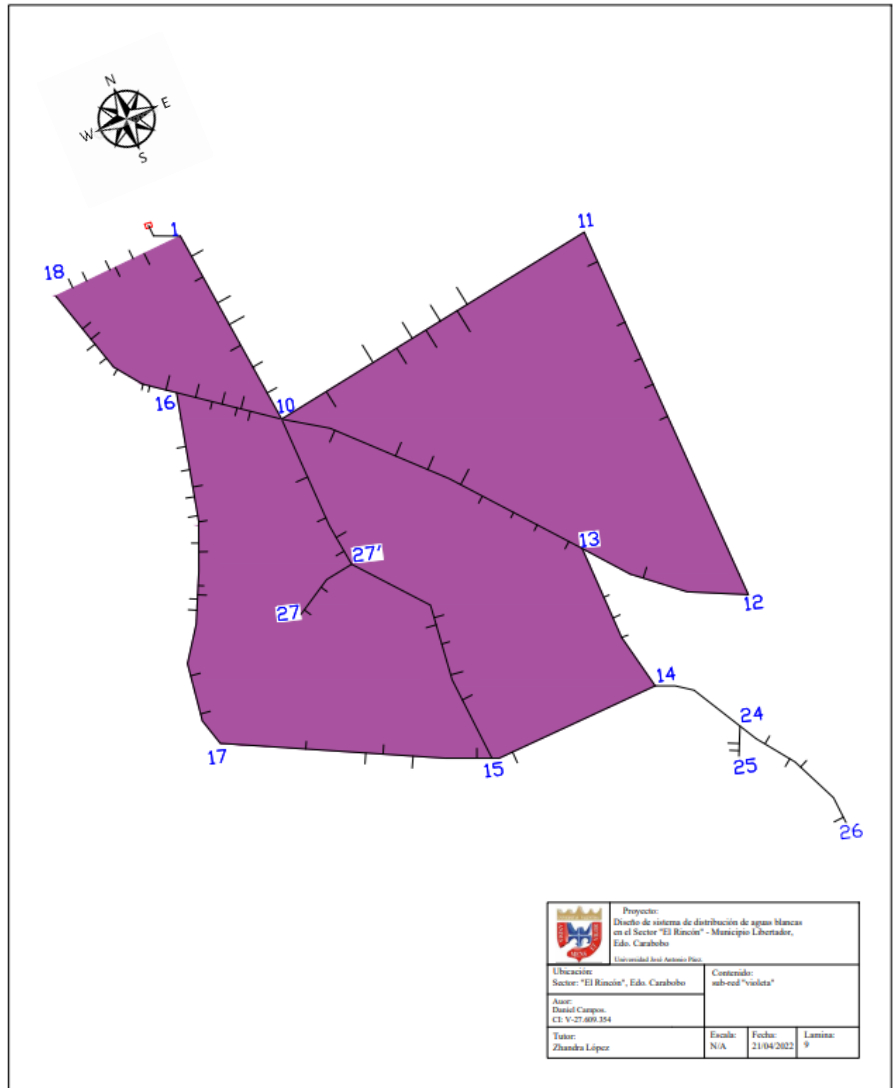 N
E
W
S
1
11
18
16
10
13
27'
27
12
14
24
17
15
25
26
Proyecto:
Diseño de sistema de distribución de aguas blancas
en el Sector "El Rincón" - Municipio Libertador,
Edo. Carabobo
Universidad José Antonio Páez.
Ubicación:
Sector: "El Rincón", Edo. Carabobo
Contenido:
sub-red "violeta"
Autor:
Daniel Campos.
CI: V-27.609.354
Tutor:
Zhandra López
Escala:
N/A
Fecha:
21/04/2022
Lamina:
9